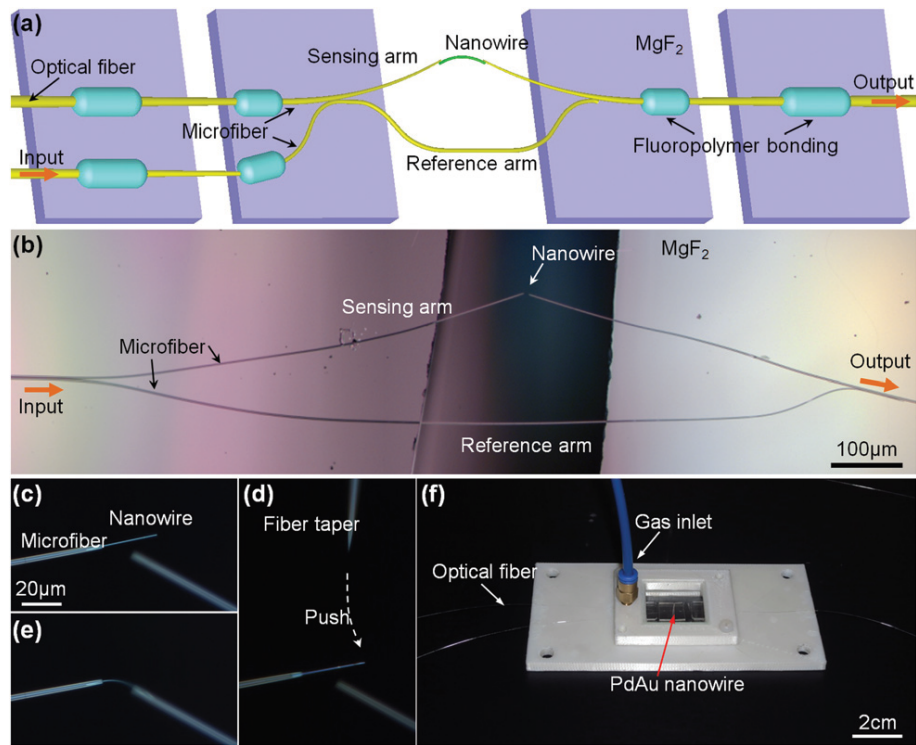 (a)
Optical fiber
Sensing arm
Nanowire
MgF2
Output
Microfiber
Input
Reference arm
Fluoropolymer bonding
(b)
Nanowire
MgF2
Sensing arm
Microfiber
Input
Output
Reference arm
100µm
(c)
Nanowire
Microfiber
20µm
(d)
Fiber taper
Push
(e)
(f)
Gas inlet
Optical fiber
PdAu nanowire
2cm